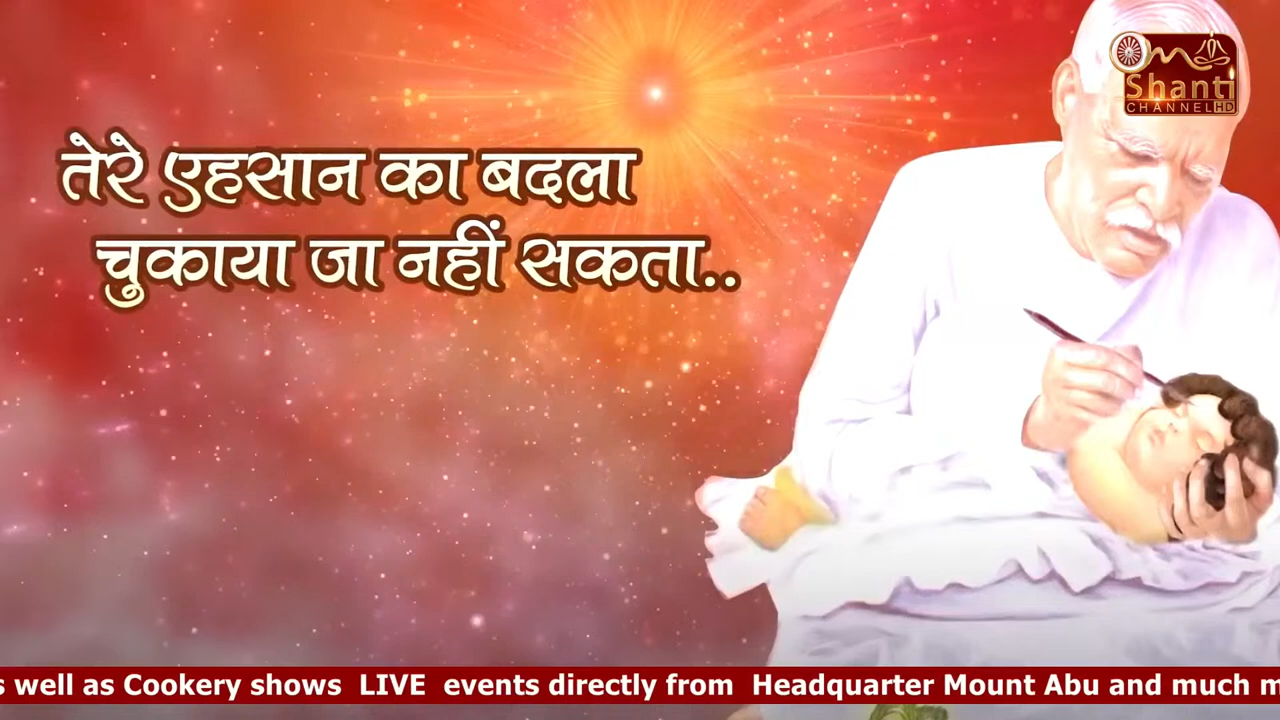 Om
Shanti
CHANNEL HD
तेरे एहसान का बदला
चुकाया जा नहीं सकता..
well as Cookery shows LIVE events directly from Headquarter Mount Abu and much